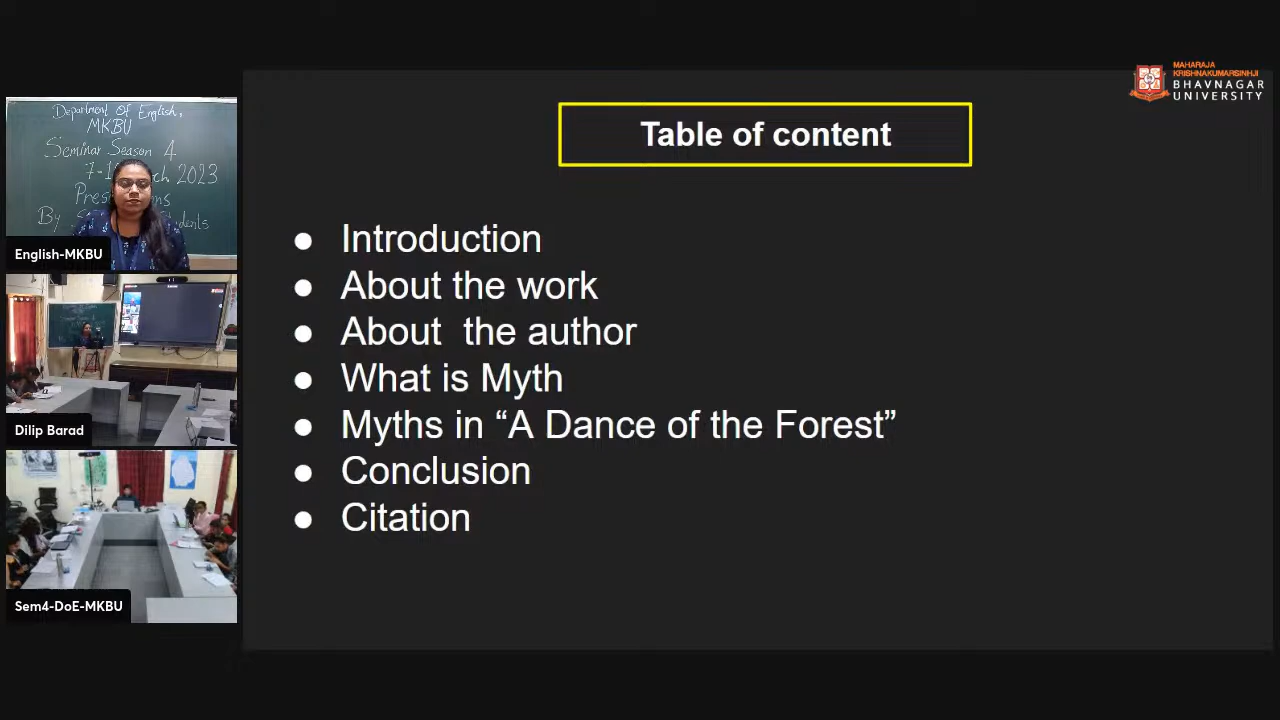 MAHARAJA
KRISHNAKUMARSINHJI
BHAVNAGAR
UNIVERSITY
Table of content
Department Of English,
MKBU
Seminar Season 4
2023
By
English-MKBU
Dilip Barad
Sem4-DoE-MKBU
● Introduction
● About the work
● About  the author
● What is Myth
● Myths in “A Dance of the Forest”
● Conclusion
● Citation